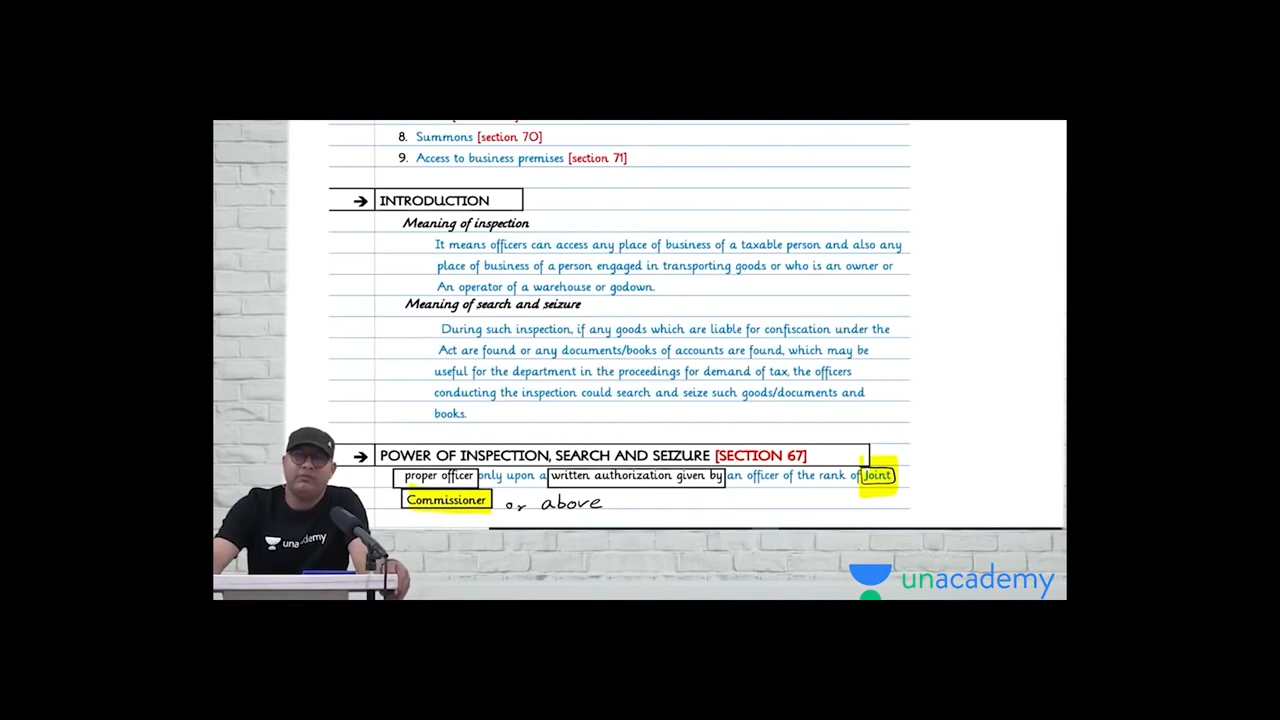 8. Summons [section 70]
9. Access to business premises [section 71]
→ INTRODUCTION
Meaning of inspection
It means officers can access any place of business of a taxable person and also any
place of business of a person engaged in transporting goods or who is an owner or
An operator of a warehouse or godown.
Meaning of search and seizure
During such inspection, if any goods which are liable for confiscation under the
Act are found or any documents/books of accounts are found, which may be
useful for the department in the proceedings for demand of tax, the officers
conducting the inspection could search and seize such goods/documents and
books.
→ POWER OF INSPECTION, SEARCH AND SEIZURE [SECTION 67]
proper officer only upon a written authorization given by an officer of the rank of Joint
Commissioner or above
unacademy
unacademy